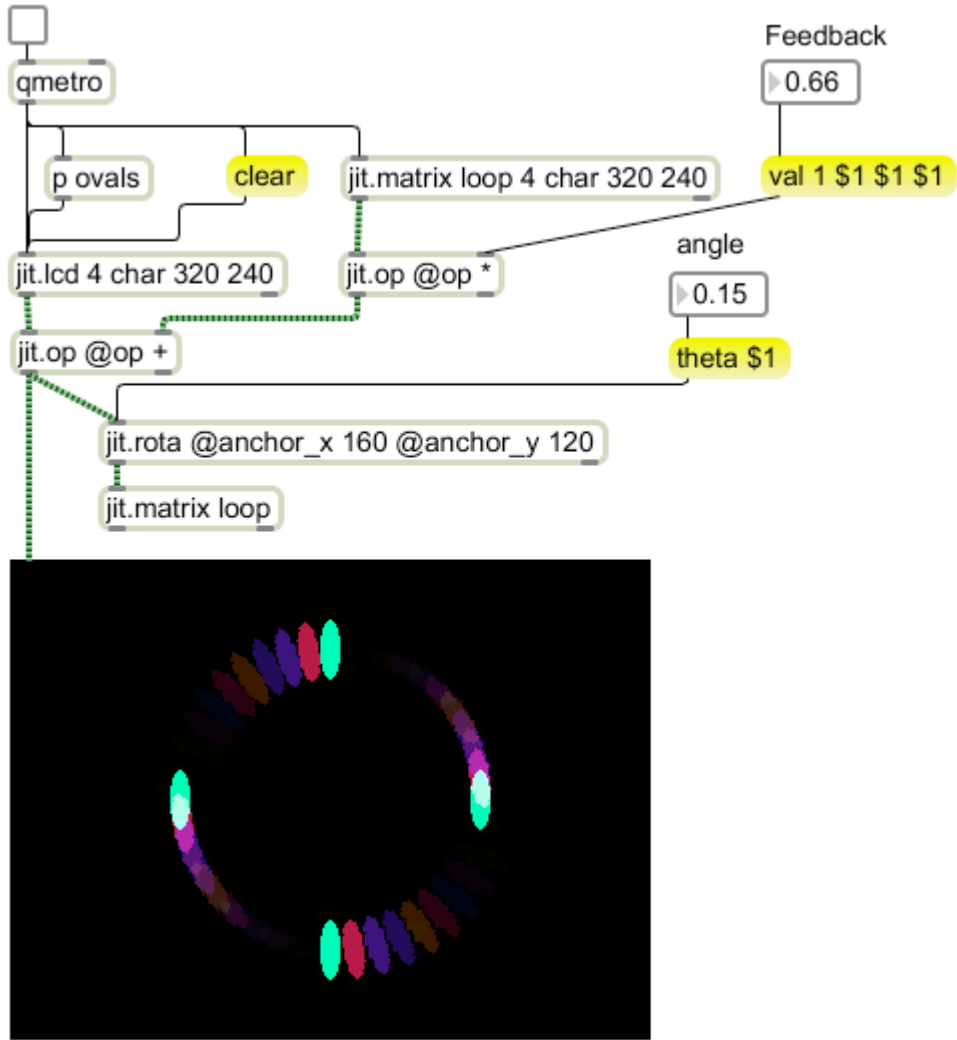 Feedback
qmetro
0.66
p ovals
clear
jit.matrix loop 4 char 320 240
val 1 $1 $1 $1
angle
jit.lcd 4 char 320 240
jit.op @op *
0.15
jit.op @op +
theta $1
jit.rota @anchor_x 160 @anchor_y 120
jit.matrix loop